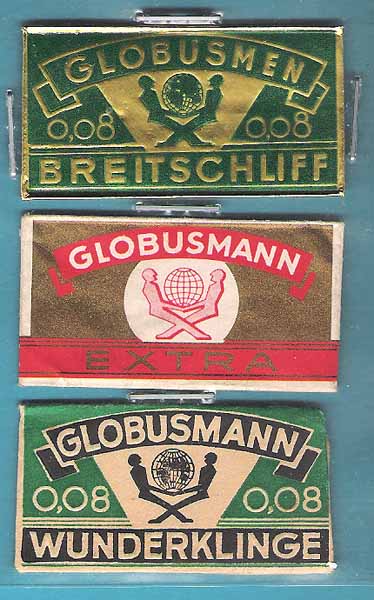 GLOBUSMEN
0,08 0,08
BREITSCHLIFF
GLOBUSMANN
EXTRA
GLOBUSMANN
0,08 0,08
WUNDERKLINGE